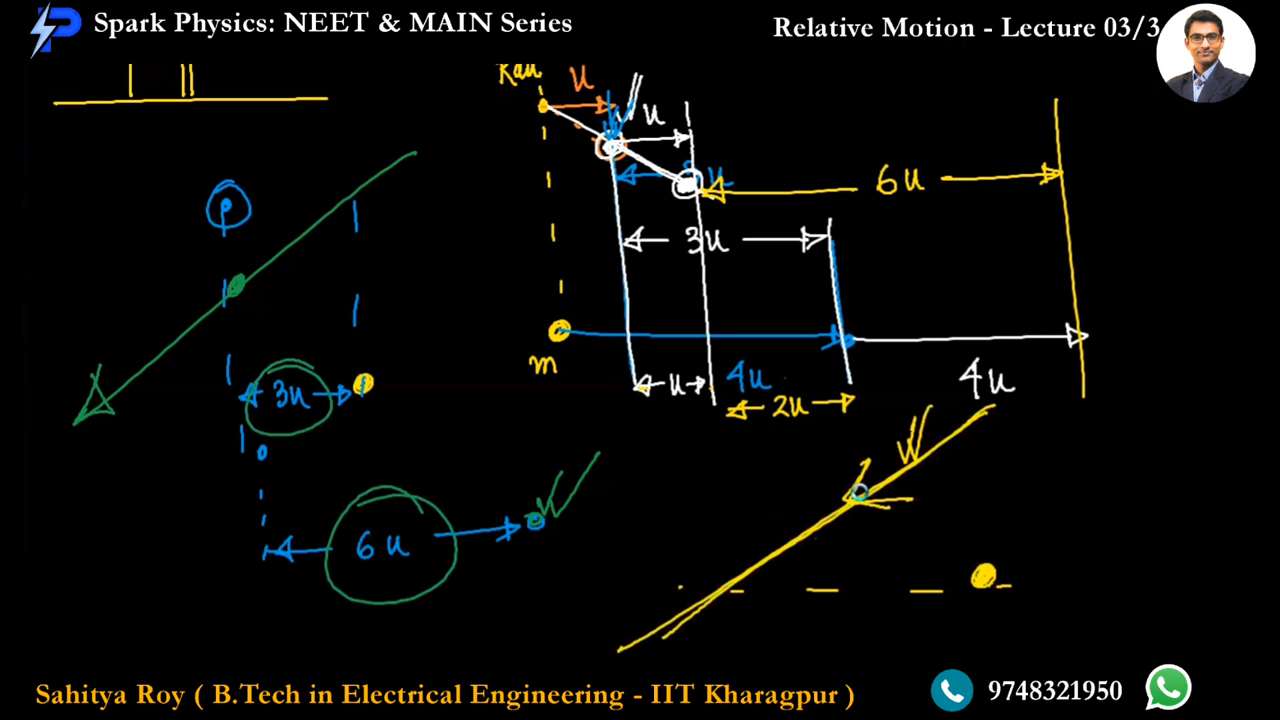 Spark Physics: NEET & MAIN Series
Relative Motion - Lecture 03/3
u
u
6u
3u
m
3u
u
4u
2u
4u
6u
Sahitya Roy ( B.Tech in Electrical Engineering - IIT Kharagpur )
9748321950